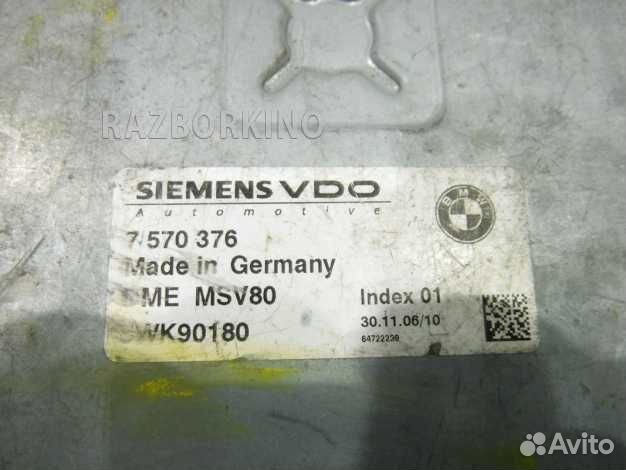 RAZBORKINO
SIEMENS VDO
Automotive
BMW
7 570 376
Made in Germany
ME MSV80
Index 01
WK90180
30.11.06/10
64722239
Avito